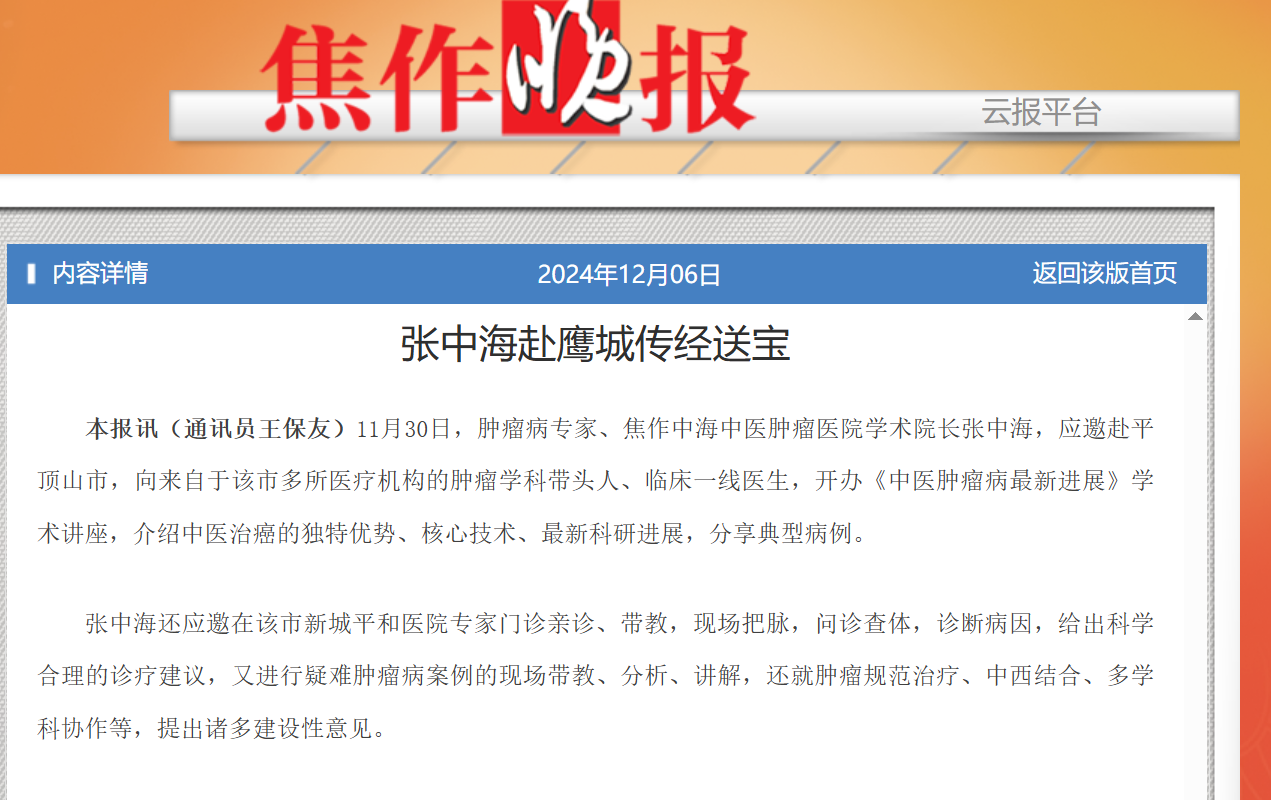 焦作晚报
云报平台
内容详情
2024年12月06日
返回该版首页
张中海赴鹰城传经送宝
本报讯（通讯员王保友）11月30日，肿瘤病专家、焦作中海中医肿瘤医院学术院长张中海，应邀赴平
顶山市，向来自于该市多所医疗机构的肿瘤学科带头人、临床一线医生，开办《中医肿瘤病最新进展》学
术讲座，介绍中医治癌的独特优势、核心技术、最新科研进展，分享典型病例。
张中海还应邀在该市新城平和医院专家门诊亲诊、带教，现场把脉，问诊查体，诊断病因，给出科学
合理的诊疗建议，又进行疑难肿瘤病案例的现场带教、分析、讲解，还就肿瘤规范治疗、中西结合、多学
科协作等，提出诸多建设性意见。